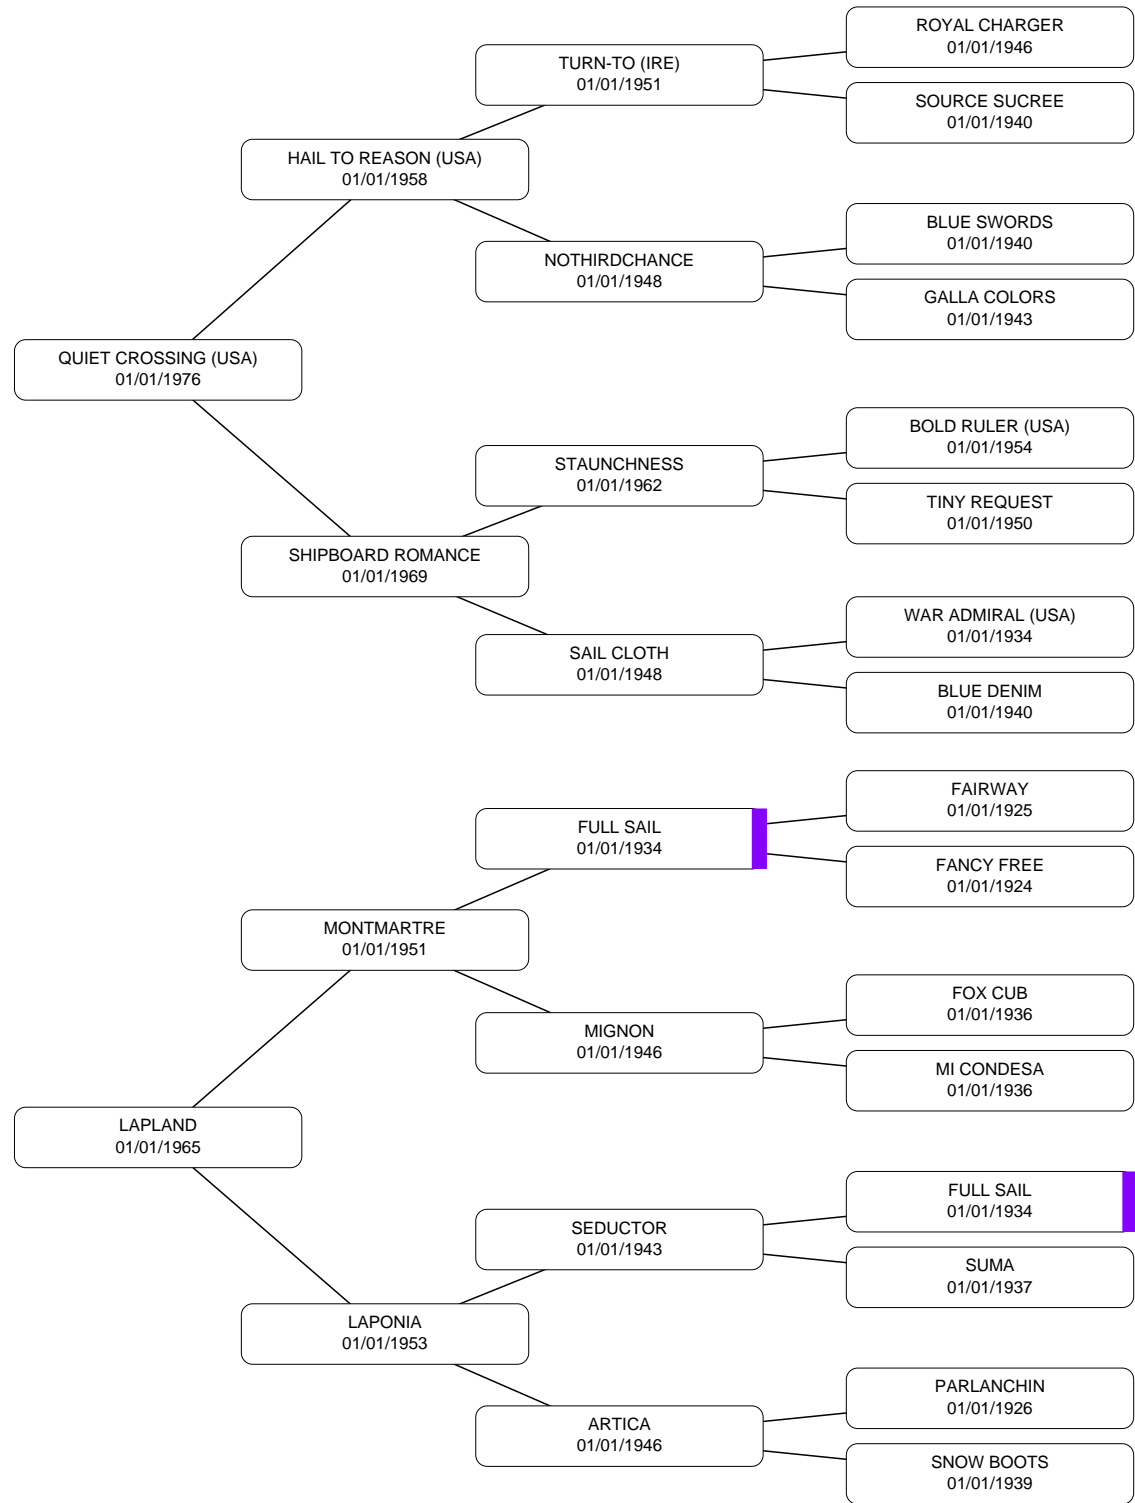 ROYAL CHARGER
01/01/1946
TURN-TO (IRE)
01/01/1951
SOURCE SUCREE
01/01/1940
HAIL TO REASON (USA)
01/01/1958
BLUE SWORDS
01/01/1940
NOTHIRDCHANCE
01/01/1948
GALLA COLORS
01/01/1943
QUIET CROSSING (USA)
01/01/1976
BOLD RULER (USA)
01/01/1954
STAUNCHNESS
01/01/1962
TINY REQUEST
01/01/1950
SHIPBOARD ROMANCE
01/01/1969
WAR ADMIRAL (USA)
01/01/1934
SAIL CLOTH
01/01/1948
BLUE DENIM
01/01/1940
FAIRWAY
01/01/1925
FULL SAIL
01/01/1934
FANCY FREE
01/01/1924
MONTMARTRE
01/01/1951
FOX CUB
01/01/1936
MIGNON
01/01/1946
MI CONDESA
01/01/1936
LAPLAND
01/01/1965
FULL SAIL
01/01/1934
SEDUCTOR
01/01/1943
SUMA
01/01/1937
LAPONIA
01/01/1953
PARLANCHIN
01/01/1926
ARTICA
01/01/1946
SNOW BOOTS
01/01/1939